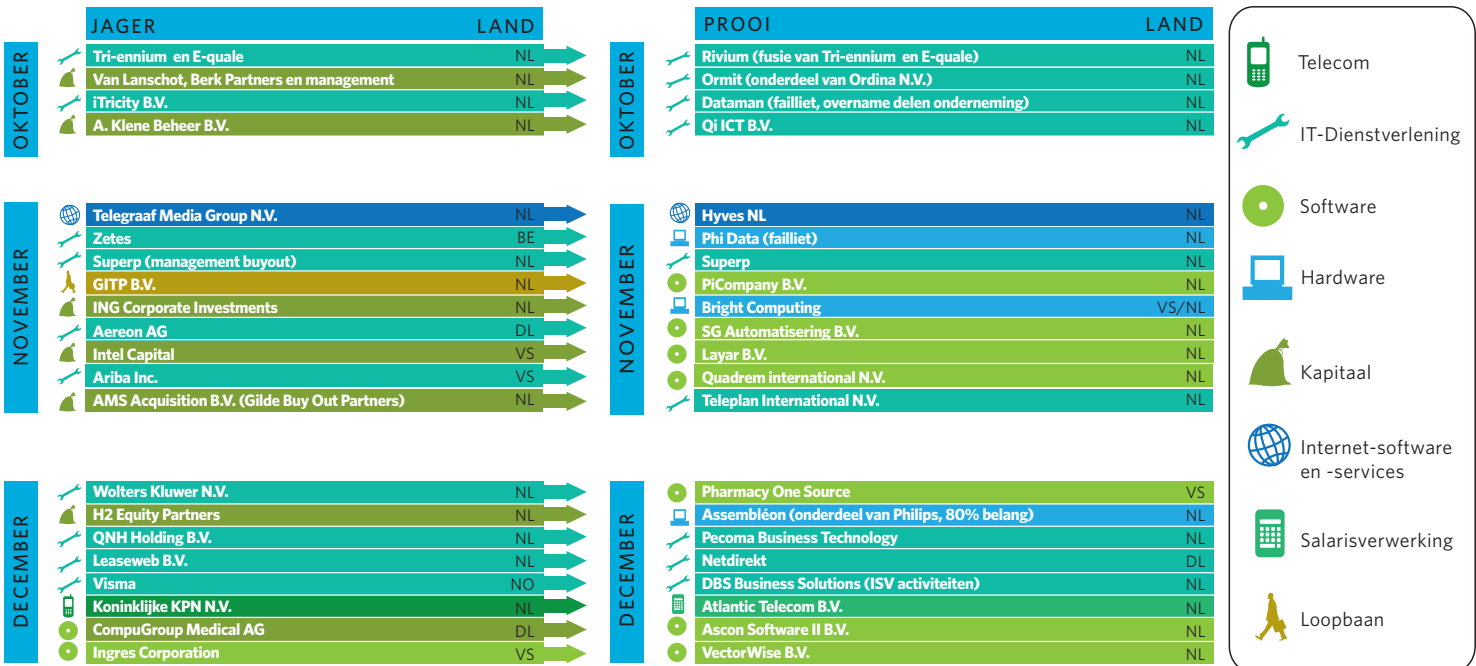 JAGER LAND PROOI LAND
OKTOBER
Tri-ennium en E-quale NL
Van Lanschot, Berk Partners en management NL
iTricity B.V. NL
A. Klene Beheer B.V. NL
OKTOBER
Rivium (fusie van Tri-ennium en E-quale) NL
Ormit (onderdeel van Ordina N.V.) NL
Dataman (failliet, overname delen onderneming) NL
Qi ICT B.V. NL
NOVEMBER
Telegraaf Media Group N.V. NL
Zetes BE
Superp (management buyout) NL
GITP B.V. NL
ING Corporate Investments NL
Aereon AG DL
Intel Capital VS
Ariba Inc. VS
AMS Acquisition B.V. (Gilde Buy Out Partners) NL
NOVEMBER
Hyves NL NL
Phi Data (failliet) NL
Superp NL
PiCompany B.V. NL
Bright Computing VS/NL
SG Automatisering B.V. NL
Layar B.V. NL
Quadrem international N.V. NL
Teleplan International N.V. NL
DECEMBER
Wolters Kluwer N.V. NL
H2 Equity Partners NL
QNH Holding B.V. NL
Leaseweb B.V. NL
Visma NO
Koninklijke KPN N.V. NL
CompuGroup Medical AG DL
Ingres Corporation VS
DECEMBER
Pharmacy One Source VS
Assembléon (onderdeel van Philips, 80% belang) NL
Pecoma Business Technology NL
Netdirekt DL
DBS Business Solutions (ISV activiteiten) NL
Atlantic Telecom B.V. NL
Ascon Software II B.V. NL
VectorWise B.V. NL
Telecom
IT-Dienstverlening
Software
Hardware
Kapitaal
Internet-software
en -services
Salarisverwerking
Loopbaan